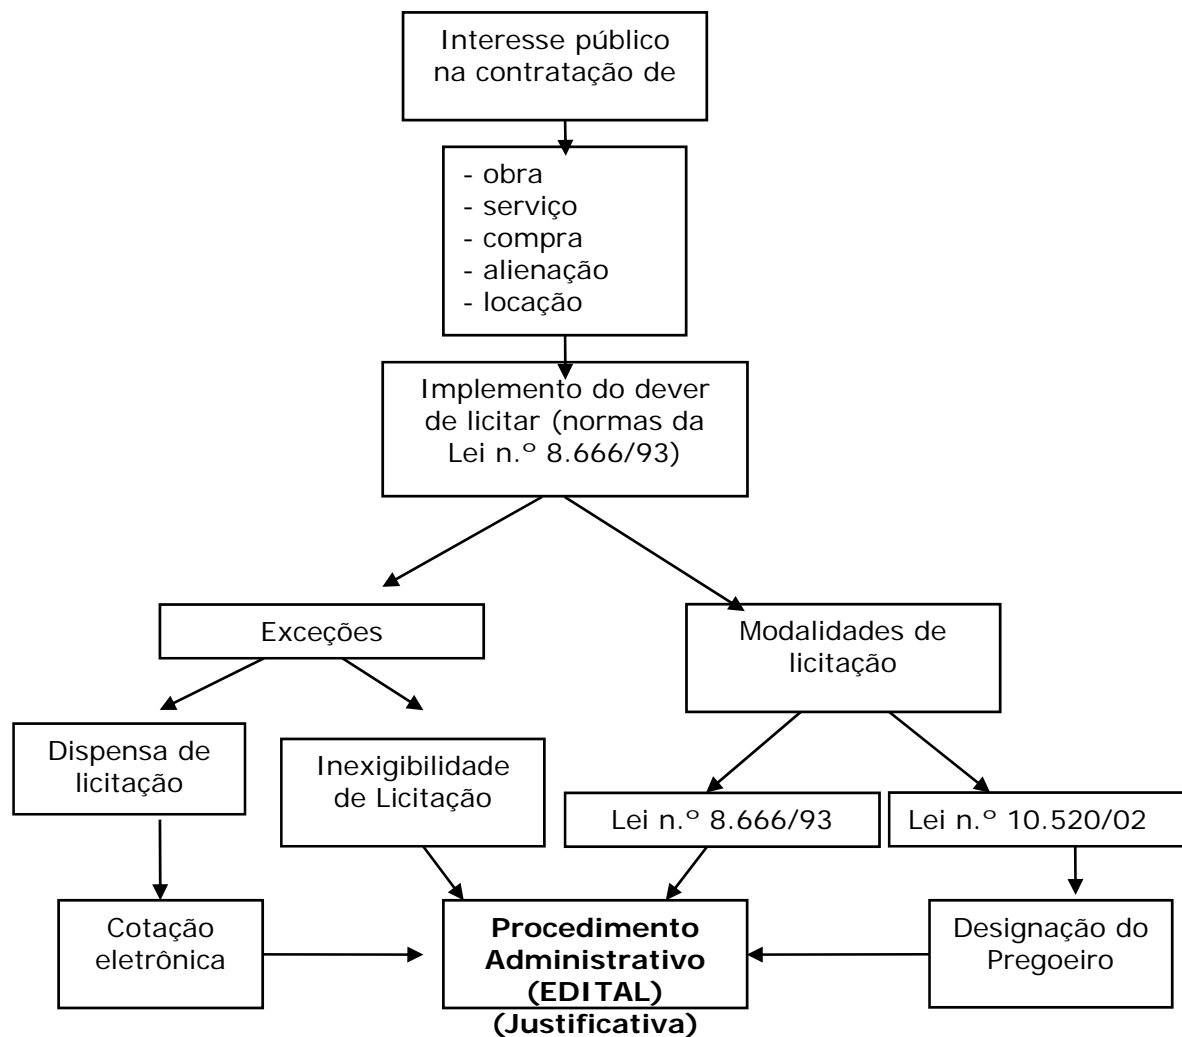 Interesse público
na contratação de
- obra
- serviço
- compra
- alienação
- locação
Implemento do dever
de licitar (normas da
Lei n.º 8.666/93)
Exceções
Modalidades de
licitação
Dispensa de
licitação
Inexigibilidade
de Licitação
Lei n.º 8.666/93
Lei n.º 10.520/02
Cotação
eletrônica
Procedimento
Administrativo
(EDITAL)
(Justificativa)
Designação do
Pregoeiro